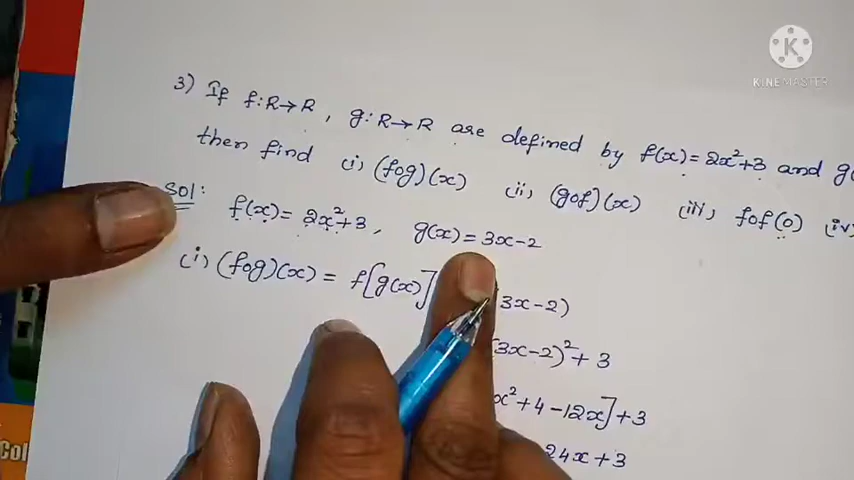 KINEMASTER
3) If f:R→R, g:R→R are defined by f(x)=2x²+3 and g(
then find (i) (fog)(x) (ii) (gof)(x) (iii) fof(0) (iv)
Sol: f(x)=2x²+3, g(x)=3x-2
(i) (fog)(x) = f[g(x)] 3x-2)
(3x-2)²+3
x²+4-12x]+3
24x+3